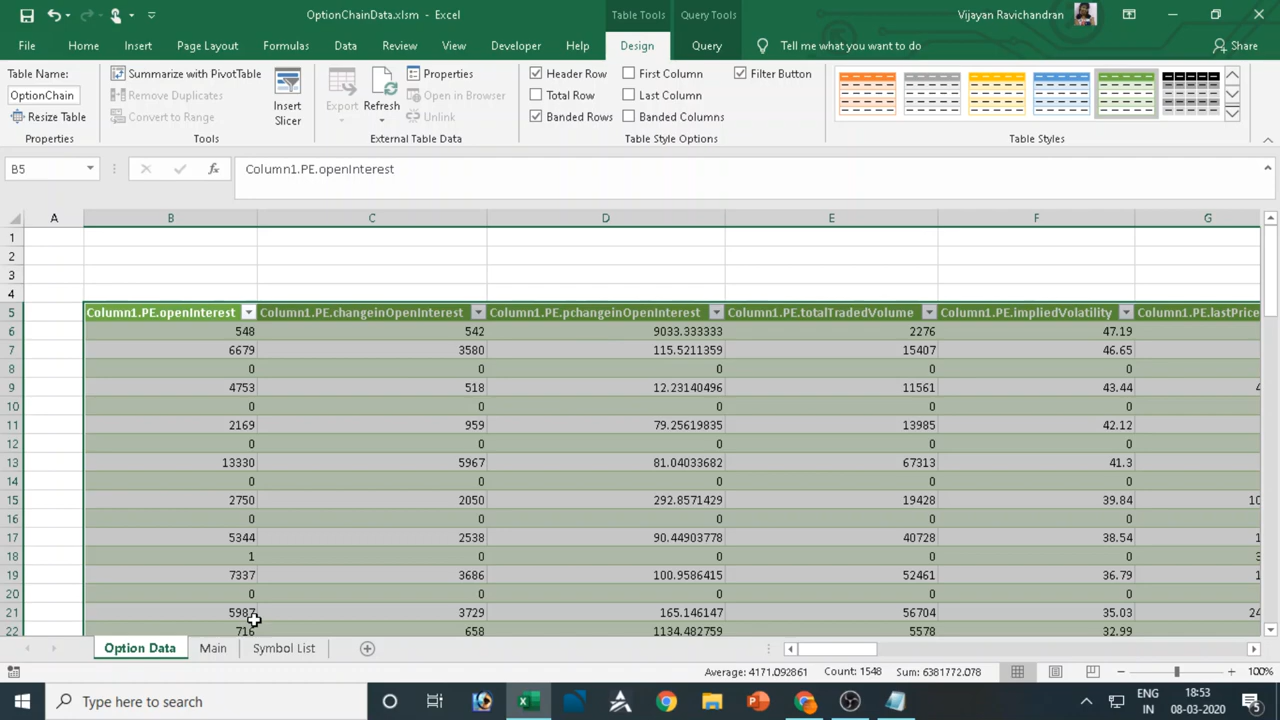 OptionChainData.xlsm - Excel
Table Tools
Query Tools
Vijayan Ravichandran
File
Home
Insert
Page Layout
Formulas
Data
Review
View
Developer
Help
Design
Query
Tell me what you want to do
Share
Table Name:
OptionChain
Resize Table
Properties
Summarize with PivotTable
Remove Duplicates
Convert to Range
Tools
Insert
Slicer
Export
Refresh
Properties
Open in Browser
Unlink
External Table Data
Header Row
Total Row
Banded Rows
First Column
Last Column
Banded Columns
Filter Button
Table Style Options
Table Styles
B5
fx
Column1.PE.openInterest
A B C D E F G
1
2
3
4
5 Column1.PE.openInterest Column1.PE.changeinOpenInterest Column1.PE.pchangeinOpenInterest Column1.PE.totalTradedVolume Column1.PE.impliedVolatility Column1.PE.lastPrice
6 548 542 9033.333333 2276 47.19
7 6679 3580 115.5211359 15407 46.65
8 0 0 0 0 0
9 4753 518 12.23140496 11561 43.44 4
10 0 0 0 0 0
11 2169 959 79.25619835 13985 42.12
12 0 0 0 0 0
13 13330 5967 81.04033682 67313 41.3
14 0 0 0 0 0
15 2750 2050 292.8571429 19428 39.84 10
16 0 0 0 0 0
17 5344 2538 90.44903778 40728 38.54 1
18 1 0 0 0 0 3
19 7337 3686 100.9586415 52461 36.79 1
20 0 0 0 0 0
21 5987 3729 165.146147 56704 35.03 24
22 716 658 1134.482759 5578 32.99
Option Data
Main
Symbol List
Average: 4171.092861 Count: 1548 Sum: 6381772.078
100%
Type here to search
ENG
IN
18:53
08-03-2020
5